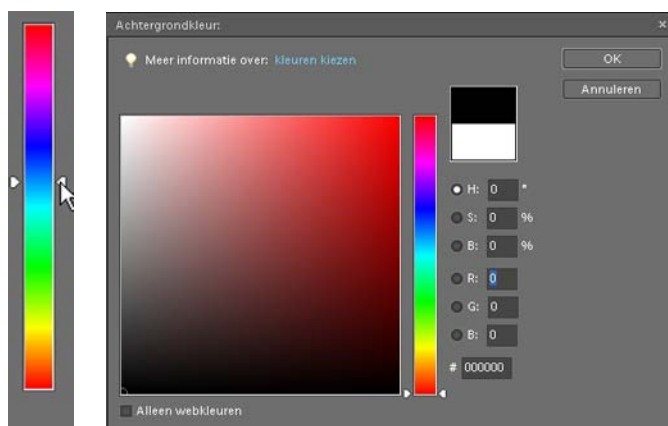 Achtergrondkleur:
Meer informatie over: kleuren kiezen
OK
Annuleren
H: 0 °
S: 0 %
B: 0 %
R: 0
G: 0
B: 0
# 000000
Alleen webkleuren